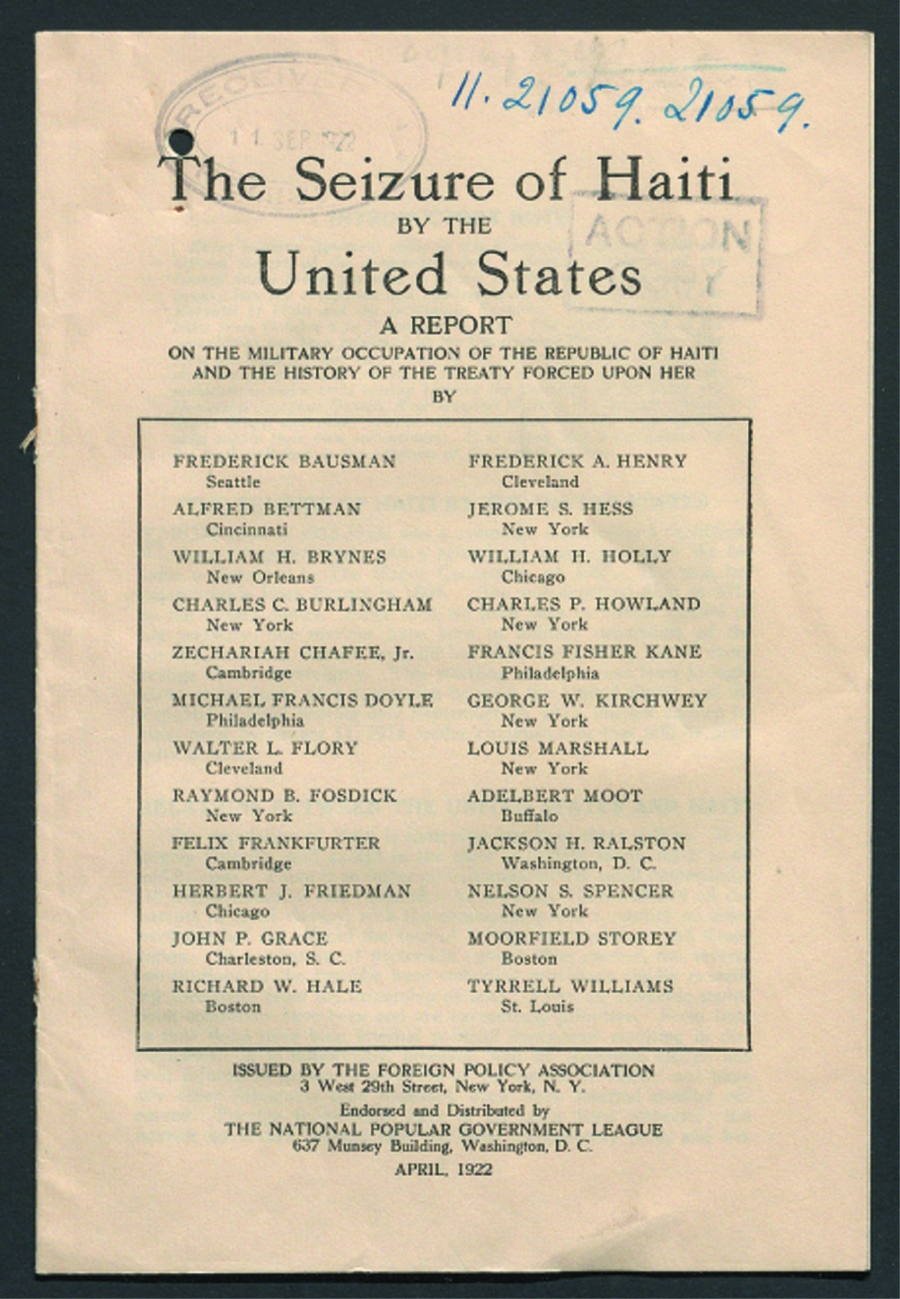 11. 21059. 21059.
RECEIVED
11 SEP 1922
The Seizure of Haiti
BY THE
ACTION
United States
A REPORT
ON THE MILITARY OCCUPATION OF THE REPUBLIC OF HAITI
AND THE HISTORY OF THE TREATY FORCED UPON HER
BY
FREDERICK BAUSMAN
Seattle
ALFRED BETTMAN
Cincinnati
WILLIAM H. BRYNES
New Orleans
CHARLES C. BURLINGHAM
New York
ZECHARIAH CHAFEE, Jr.
Cambridge
MICHAEL FRANCIS DOYLE
Philadelphia
WALTER L. FLORY
Cleveland
RAYMOND B. FOSDICK
New York
FELIX FRANKFURTER
Cambridge
HERBERT J. FRIEDMAN
Chicago
JOHN P. GRACE
Charleston, S. C.
RICHARD W. HALE
Boston
FREDERICK A. HENRY
Cleveland
JEROME S. HESS
New York
WILLIAM H. HOLLY
Chicago
CHARLES P. HOWLAND
New York
FRANCIS FISHER KANE
Philadelphia
GEORGE W. KIRCHWEY
New York
LOUIS MARSHALL
New York
ADELBERT MOOT
Buffalo
JACKSON H. RALSTON
Washington, D. C.
NELSON S. SPENCER
New York
MOORFIELD STOREY
Boston
TYRRELL WILLIAMS
St. Louis
ISSUED BY THE FOREIGN POLICY ASSOCIATION
3 West 29th Street, New York, N. Y.
Endorsed and Distributed by
THE NATIONAL POPULAR GOVERNMENT LEAGUE
637 Munsey Building, Washington, D. C.
APRIL, 1922